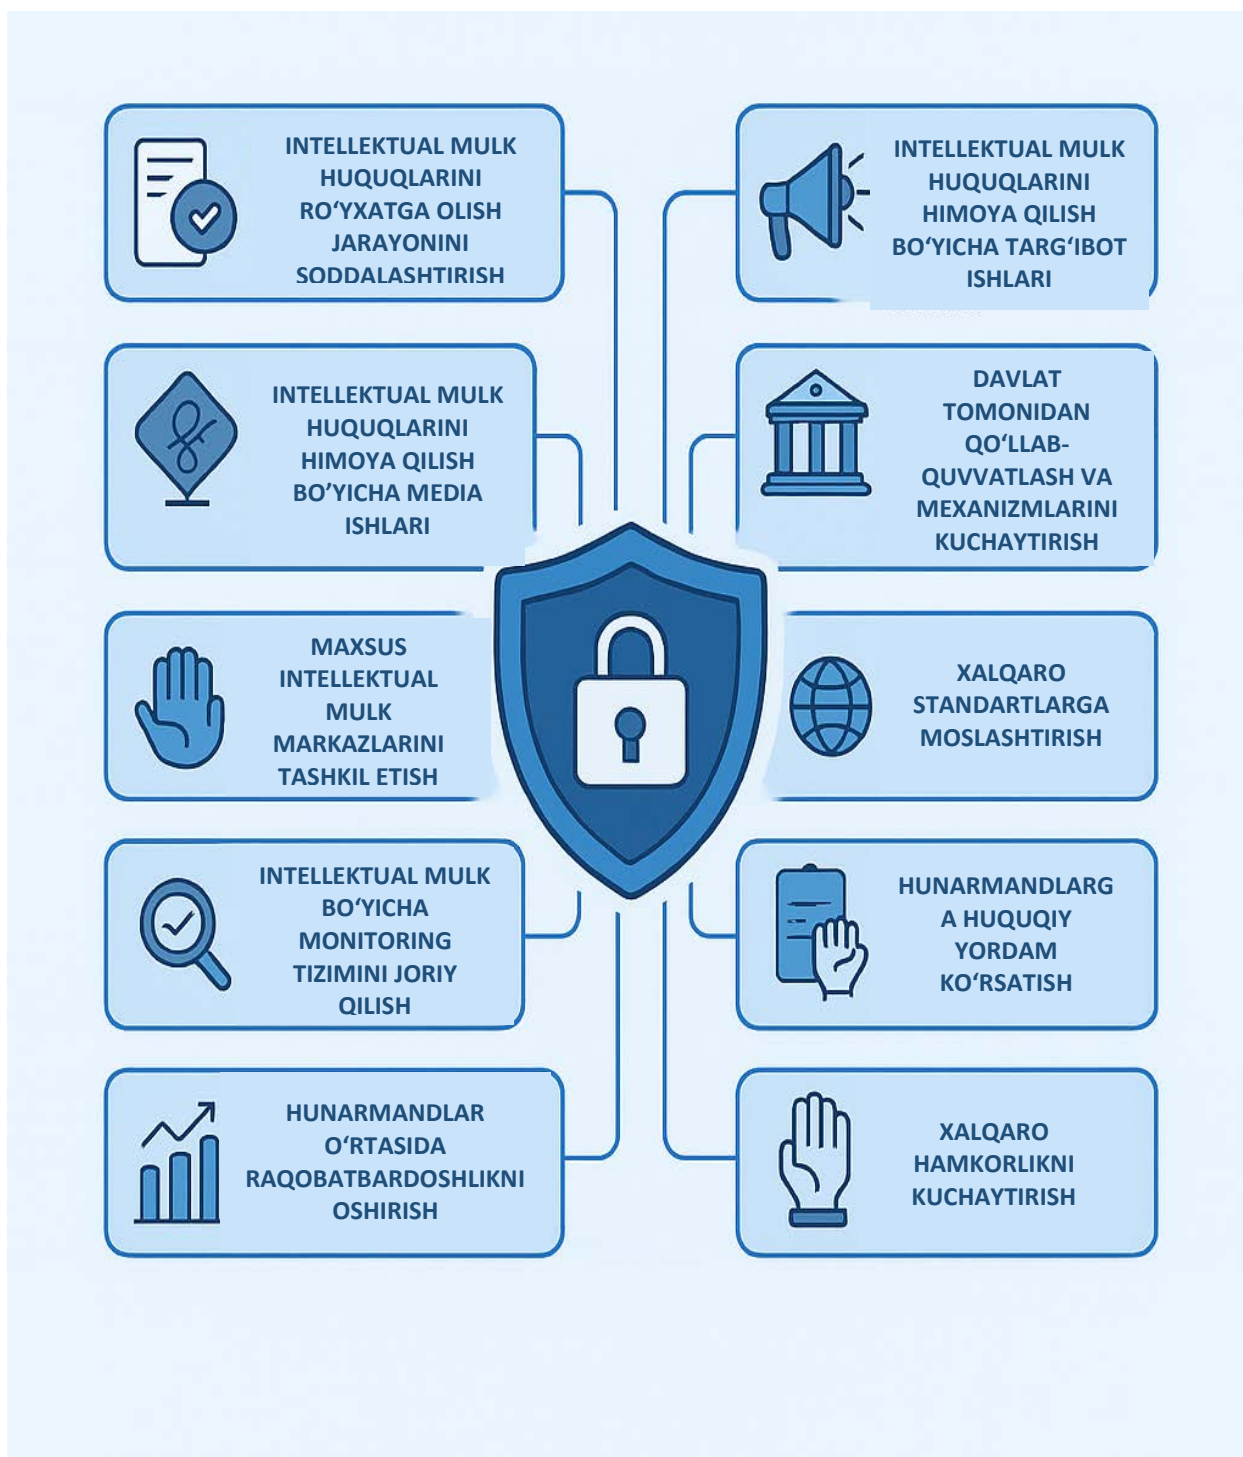 INTELLEKTUAL MULK
HUQUQLARINI
RO‘YXATGA OLISH
JARAYONINI
SODDALASHTIRISH
INTELLEKTUAL MULK
HUQUQLARINI
HIMOYA QILISH
BO‘YICHA TARG‘IBOT
ISHLARI
INTELLEKTUAL MULK
HUQUQLARINI
HIMOYA QILISH
BO’YICHA MEDIA
ISHLARI
DAVLAT
TOMONIDAN
QO‘LLAB-
QUVVATLASH VA
MEXANIZMLARINI
KUCHAYTIRISH
MAXSUS
INTELLEKTUAL
MULK
MARKAZLARINI
TASHKIL ETISH
XALQARO
STANDARTLARGA
MOSLASHTIRISH
INTELLEKTUAL MULK
BO‘YICHA
MONITORING
TIZIMINI JORIY
QILISH
HUNARMANDLARG
A HUQUQIY
YORDAM
KO‘RSATISH
HUNARMANDLAR
O‘RTASIDA
RAQOBATBARDOSHLIKNI
OSHIRISH
XALQARO
HAMKORLIKNI
KUCHAYTIRISH